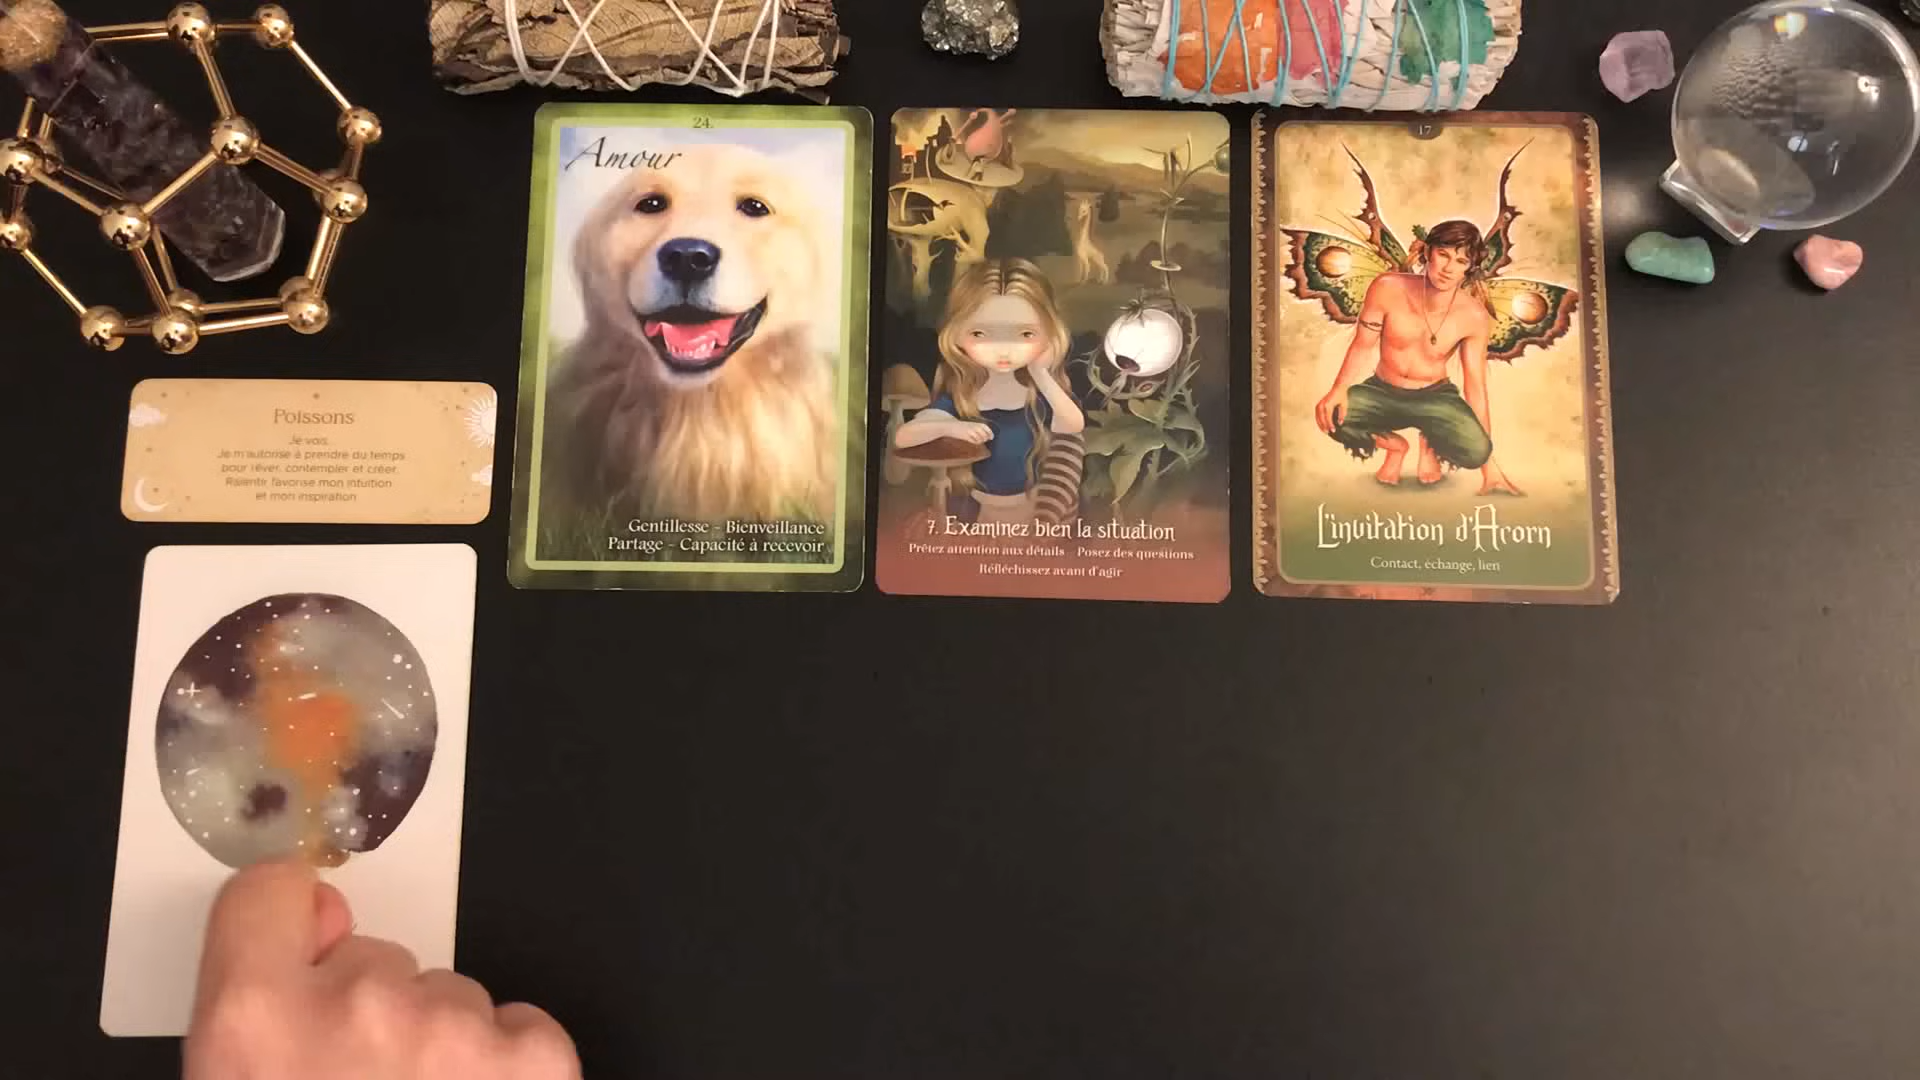 Poissons
Je vois.
Je m'autorise à prendre du temps
pour rêver, contempler et créer.
Ralentir favorise mon intuition
et mon inspiration
24.
Amour
Gentillesse - Bienveillance
Partage - Capacité à recevoir
7. Examinez bien la situation
Prêtez attention aux détails - Posez des questions
Réfléchissez avant d'agir
17
L'invitation d'Acorn
Contact, échange, lien